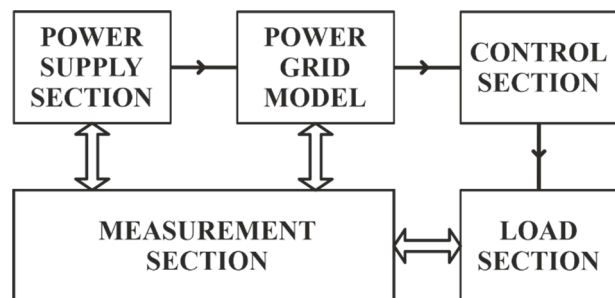 POWER
SUPPLY
SECTION
POWER
GRID
MODEL
CONTROL
SECTION
MEASUREMENT
SECTION
LOAD
SECTION